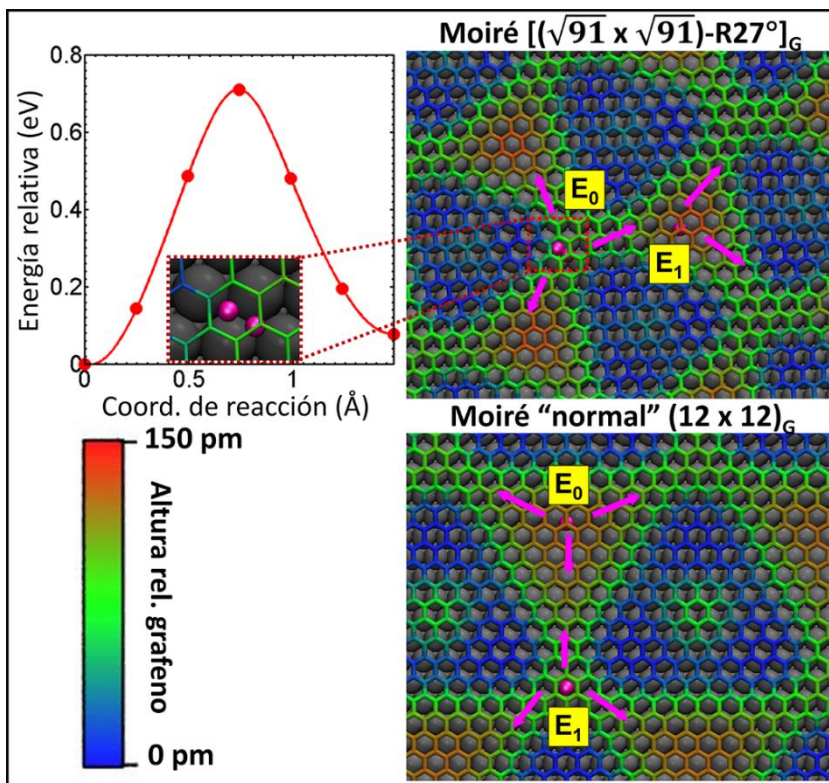 Moiré [(√91 x √91)-R27°]G
0.8
0.6
0.4
0.2
0
Energía relativa (eV)
0
0.5
1
Coord. de reacción (Å)
E0
E1
150 pm
Altura rel. grafeno
0 pm
Moiré “normal” (12 x 12)G
E0
E1